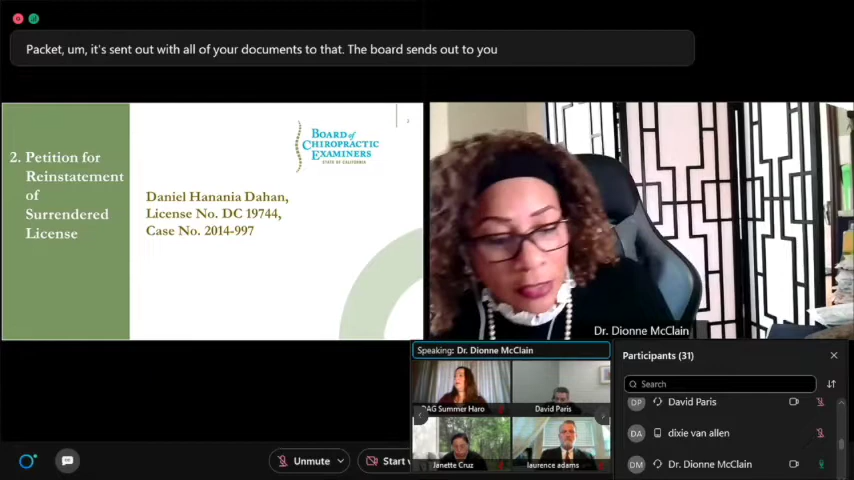 Packet, um, it's sent out with all of your documents to that. The board sends out to you
2
2. Petition for
Reinstatement
of
Surrendered
License
BOARD of
CHIROPRACTIC
EXAMINERS
STATE OF CALIFORNIA
Daniel Hanania Dahan,
License No. DC 19744,
Case No. 2014-997
Dr. Dionne McClain
Speaking: Dr. Dionne McClain
DAG Summer Haro
David Paris
Janette Cruz
laurence adams
Participants (31)
Search
DP David Paris
DA dixie van allen
DM Dr. Dionne McClain
Unmute
Start v